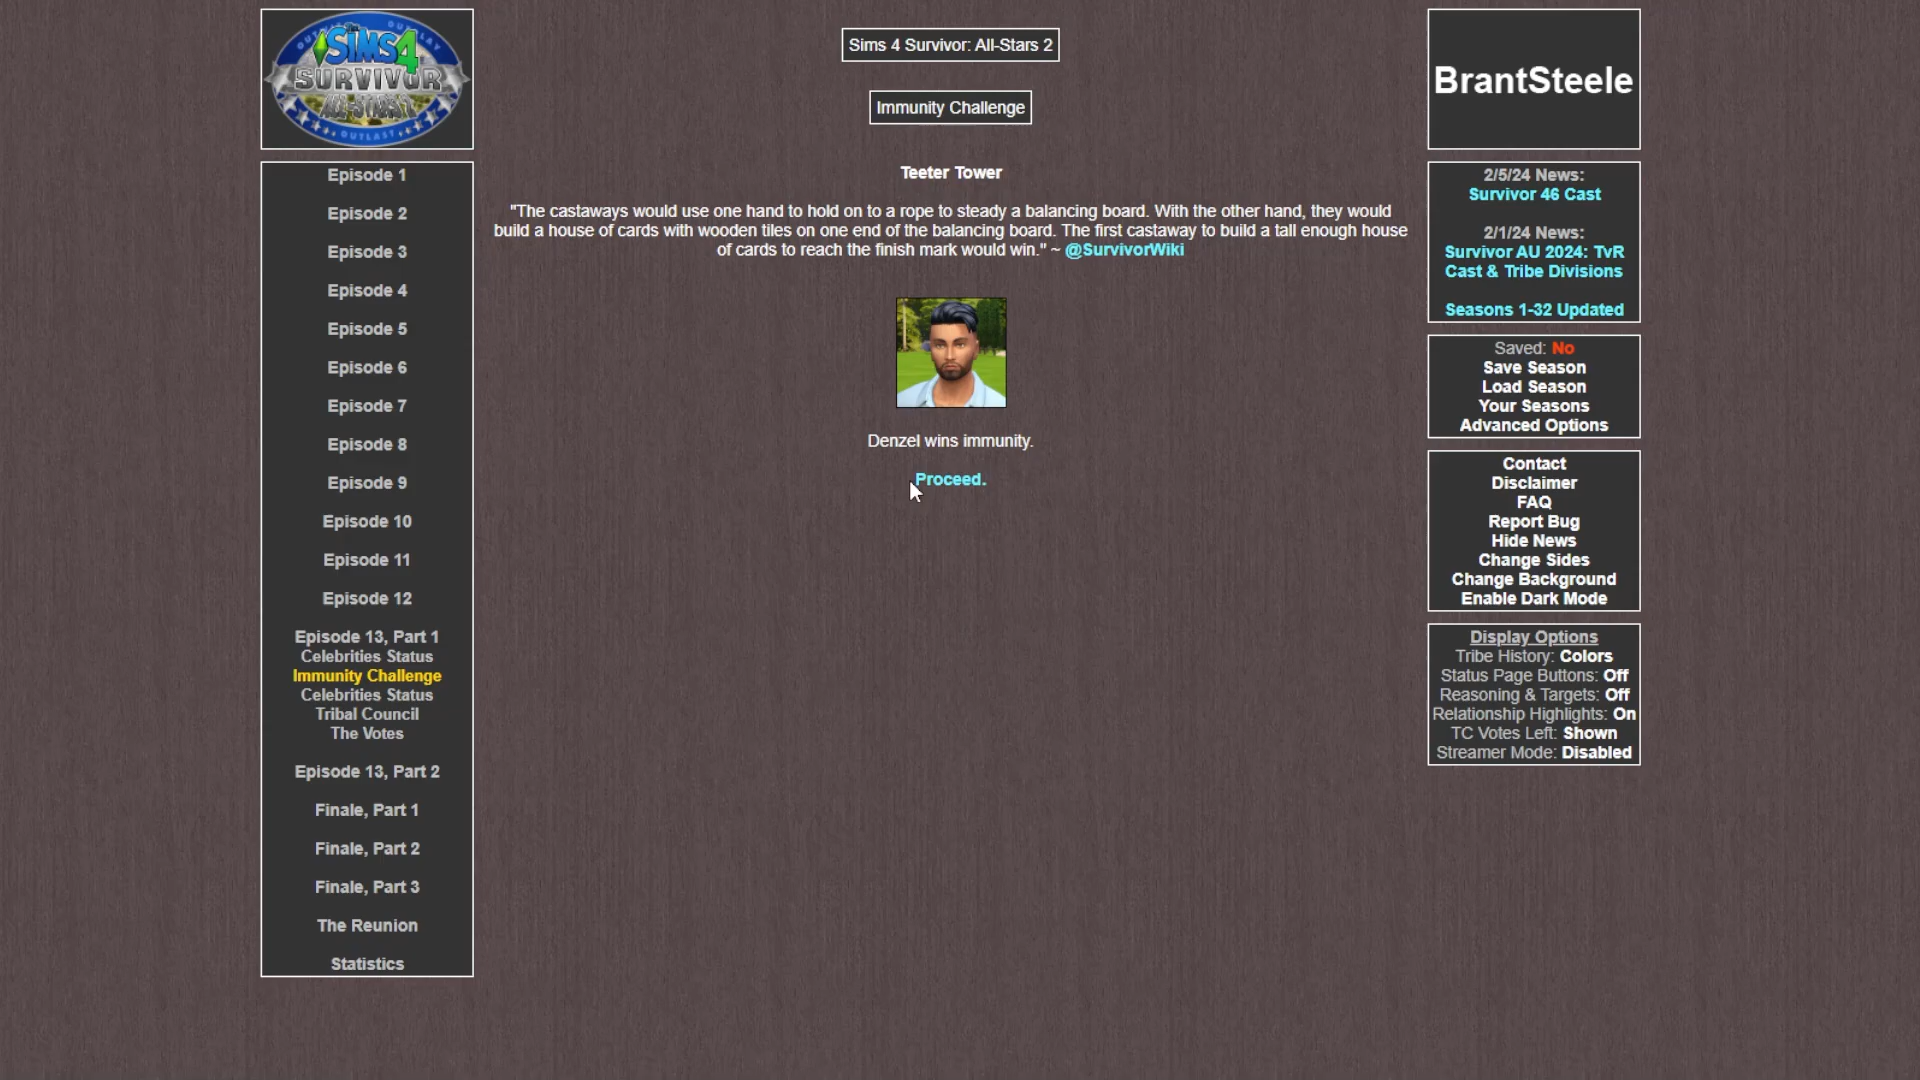 OUTWIT OUTPLAY
The SIMS 4
SURVIVOR
ALL-STARS 2
OUTLAST
Episode 1
Episode 2
Episode 3
Episode 4
Episode 5
Episode 6
Episode 7
Episode 8
Episode 9
Episode 10
Episode 11
Episode 12
Episode 13, Part 1
Celebrities Status
Immunity Challenge
Celebrities Status
Tribal Council
The Votes
Episode 13, Part 2
Finale, Part 1
Finale, Part 2
Finale, Part 3
The Reunion
Statistics
Sims 4 Survivor: All-Stars 2
Immunity Challenge
Teeter Tower
"The castaways would use one hand to hold on to a rope to steady a balancing board. With the other hand, they would
build a house of cards with wooden tiles on one end of the balancing board. The first castaway to build a tall enough house
of cards to reach the finish mark would win." ~ @SurvivorWiki
Denzel wins immunity.
Proceed.
BrantSteele
2/5/24 News:
Survivor 46 Cast
2/1/24 News:
Survivor AU 2024: TvR
Cast & Tribe Divisions
Seasons 1-32 Updated
Saved: No
Save Season
Load Season
Your Seasons
Advanced Options
Contact
Disclaimer
FAQ
Report Bug
Hide News
Change Sides
Change Background
Enable Dark Mode
Display Options
Tribe History: Colors
Status Page Buttons: Off
Reasoning & Targets: Off
Relationship Highlights: On
TC Votes Left: Shown
Streamer Mode: Disabled